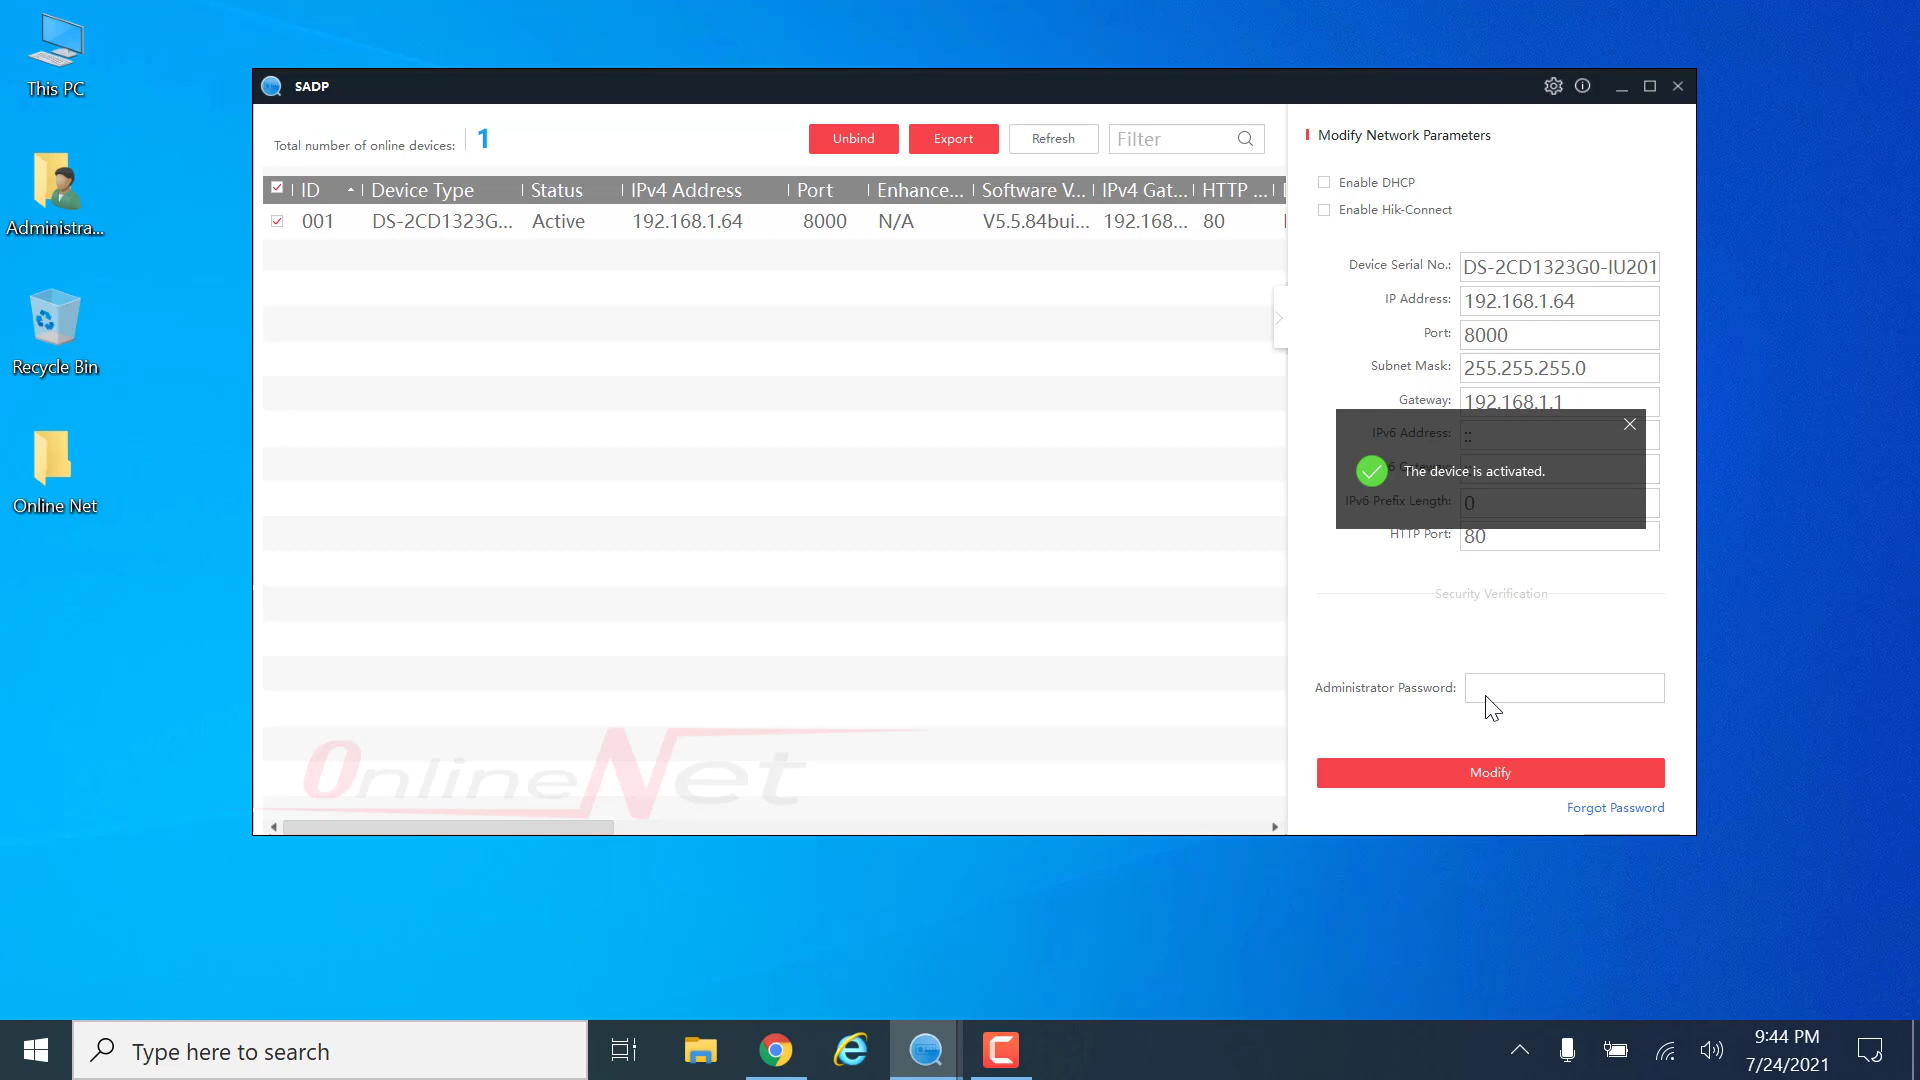 This PC
Administra...
Recycle Bin
Online Net
SADP
Total number of online devices: 1
Unbind
Export
Refresh
Filter
ID
Device Type
Status
IPv4 Address
Port
Enhance...
Software V...
IPv4 Gat...
HTTP ...
001
DS-2CD1323G...
Active
192.168.1.64
8000
N/A
V5.5.84bui...
192.168...
80
OnlineNet
Modify Network Parameters
Enable DHCP
Enable Hik-Connect
Device Serial No.: DS-2CD1323G0-IU201
IP Address: 192.168.1.64
Port: 8000
Subnet Mask: 255.255.255.0
Gateway: 192.168.1.1
IPv6 Address: ::
The device is activated.
IPv6 Prefix Length: 0
HTTP Port: 80
Security Verification
Administrator Password:
Modify
Forgot Password
Type here to search
9:44 PM
7/24/2021